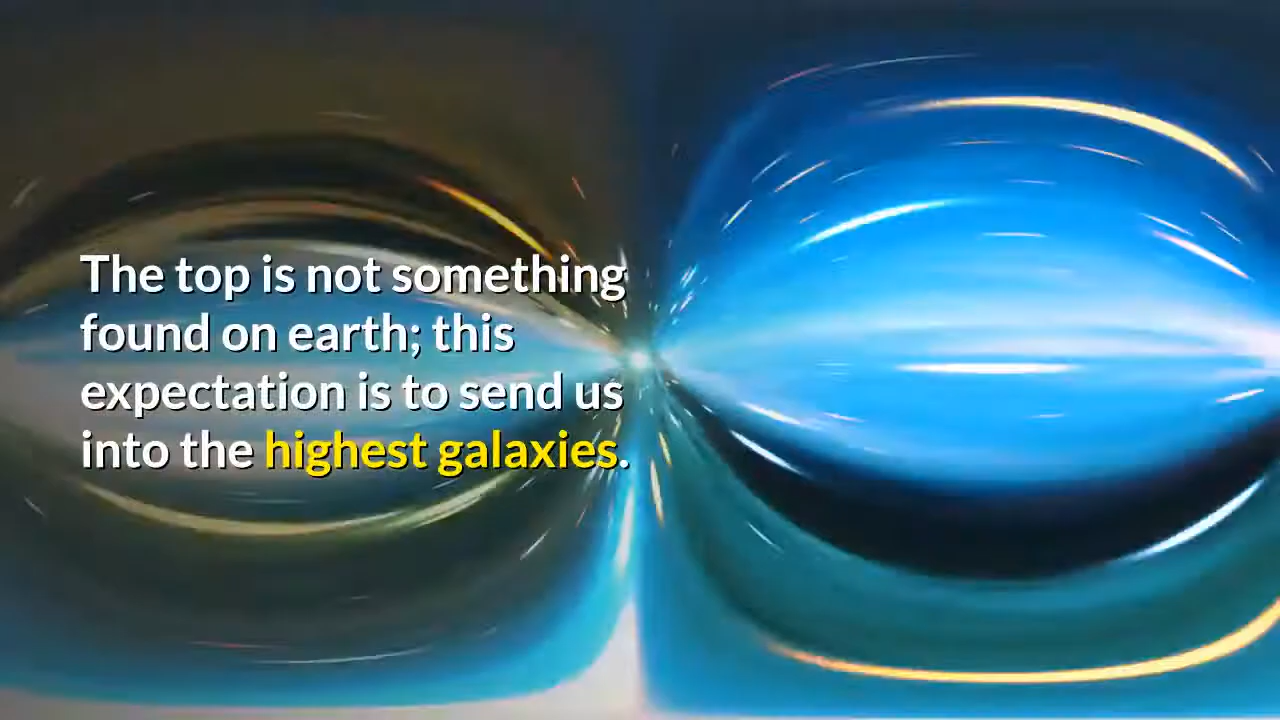 The top is not something
found on earth; this
expectation is to send us
into the highest galaxies.